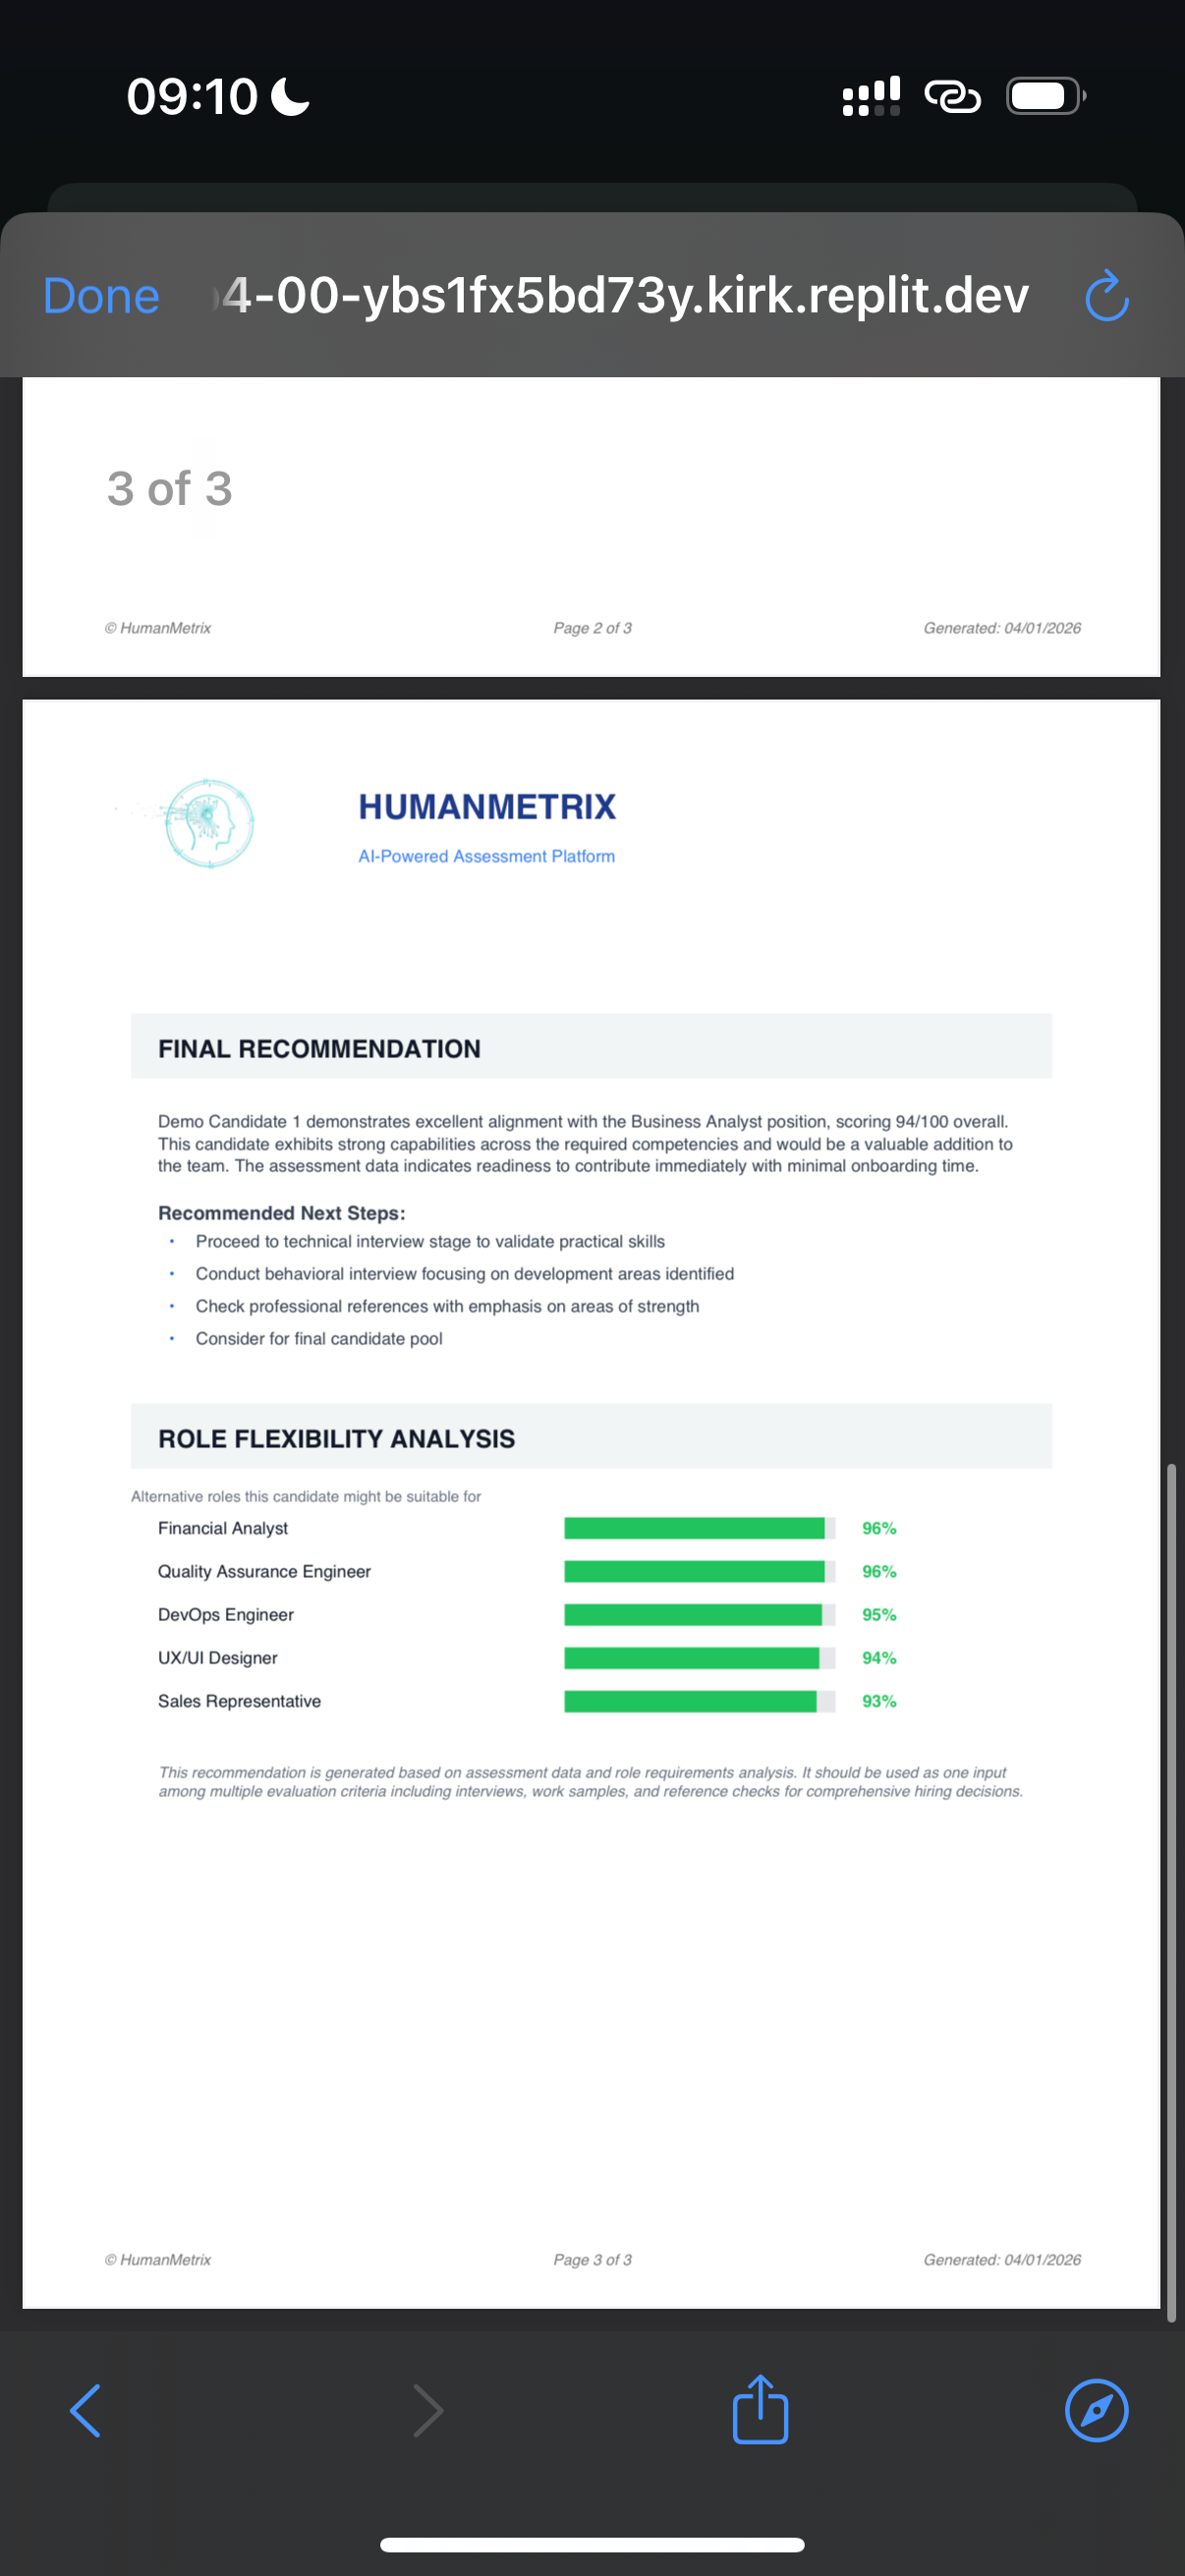 09:10
Done
4-00-ybs1fx5bd73y.kirk.replit.dev
3 of 3
© HumanMetrix
Page 2 of 3
Generated: 04/01/2026
HUMANMETRIX
AI-Powered Assessment Platform
FINAL RECOMMENDATION
Demo Candidate 1 demonstrates excellent alignment with the Business Analyst position, scoring 94/100 overall.
This candidate exhibits strong capabilities across the required competencies and would be a valuable addition to
the team. The assessment data indicates readiness to contribute immediately with minimal onboarding time.
Recommended Next Steps:
• Proceed to technical interview stage to validate practical skills
• Conduct behavioral interview focusing on development areas identified
• Check professional references with emphasis on areas of strength
• Consider for final candidate pool
ROLE FLEXIBILITY ANALYSIS
Alternative roles this candidate might be suitable for
Financial Analyst 96%
Quality Assurance Engineer 96%
DevOps Engineer 95%
UX/UI Designer 94%
Sales Representative 93%
This recommendation is generated based on assessment data and role requirements analysis. It should be used as one input
among multiple evaluation criteria including interviews, work samples, and reference checks for comprehensive hiring decisions.
© HumanMetrix
Page 3 of 3
Generated: 04/01/2026